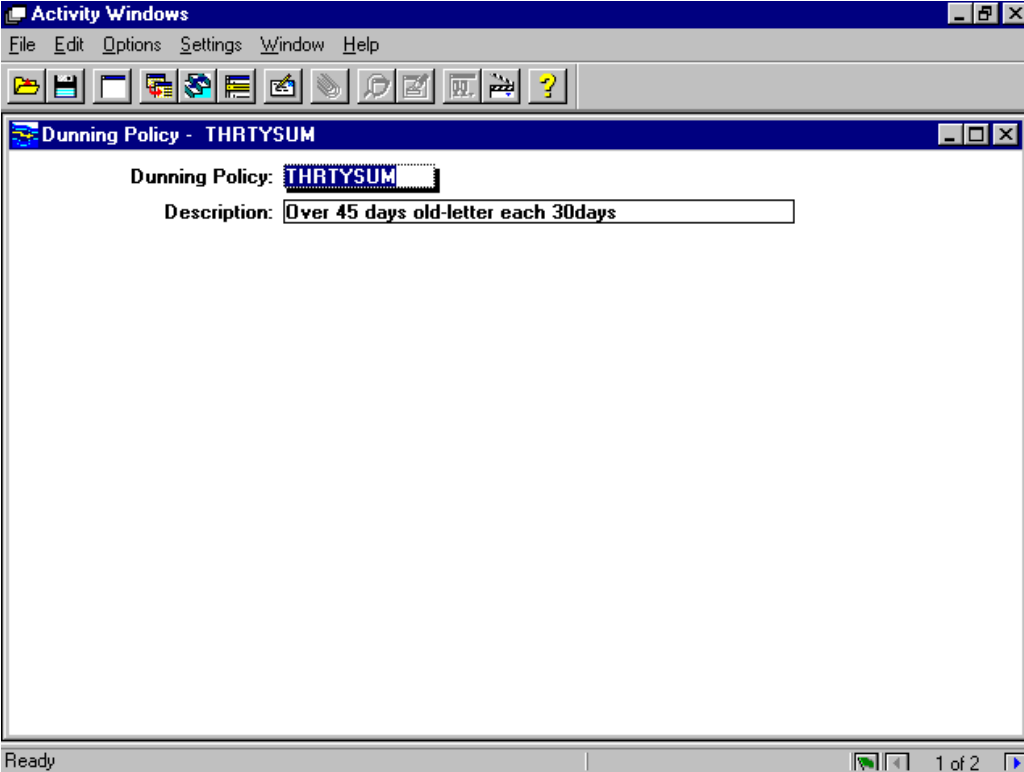 Activity Windows
File Edit Options Settings Window Help
Dunning Policy - THRTYSUM
Dunning Policy: THRTYSUM
Description: Over 45 days old-letter each 30days
Ready 1 of 2